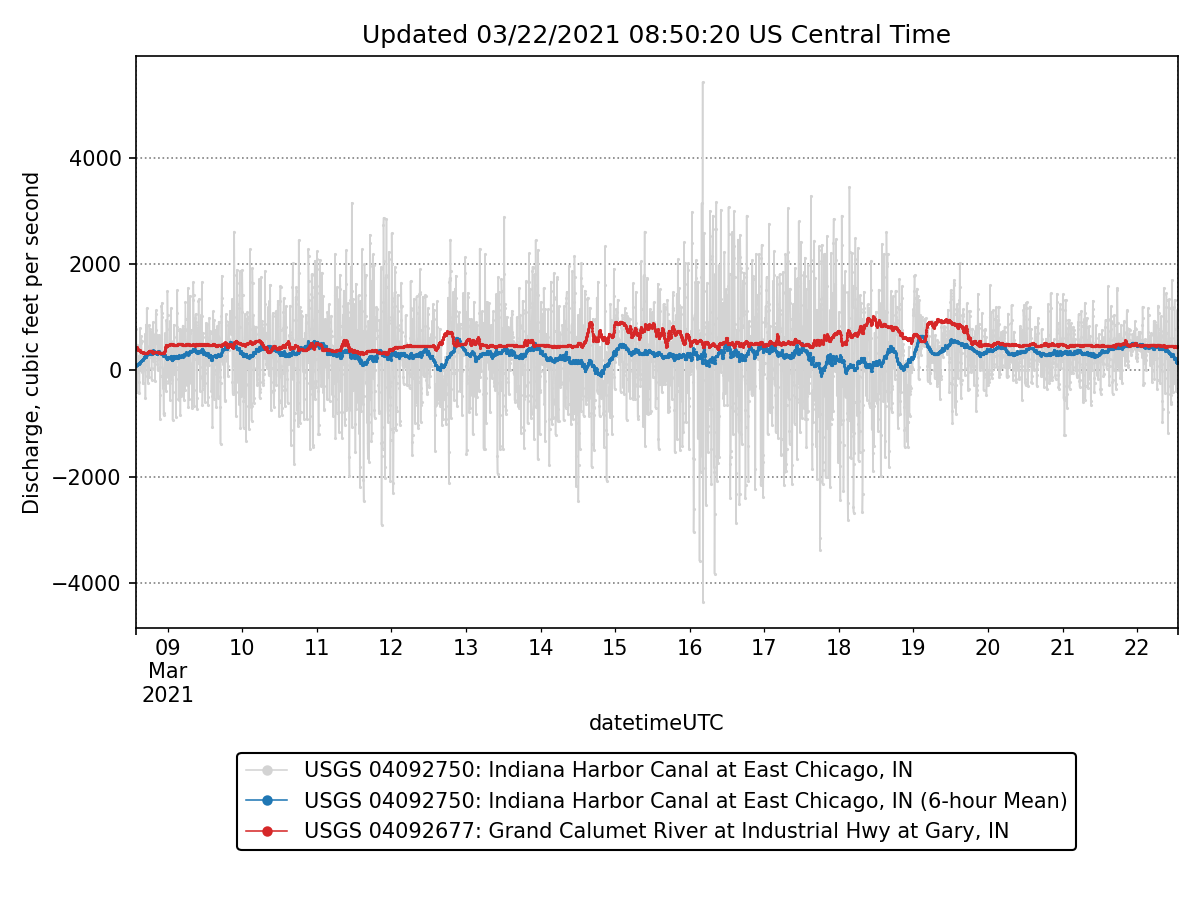 Updated 03/22/2021 08:50:20 US Central Time
Discharge, cubic feet per second
4000
2000
0
−2000
−4000
09 10 11 12 13 14 15 16 17 18 19 20 21 22
Mar
2021
datetimeUTC
USGS 04092750: Indiana Harbor Canal at East Chicago, IN
USGS 04092750: Indiana Harbor Canal at East Chicago, IN (6-hour Mean)
USGS 04092677: Grand Calumet River at Industrial Hwy at Gary, IN